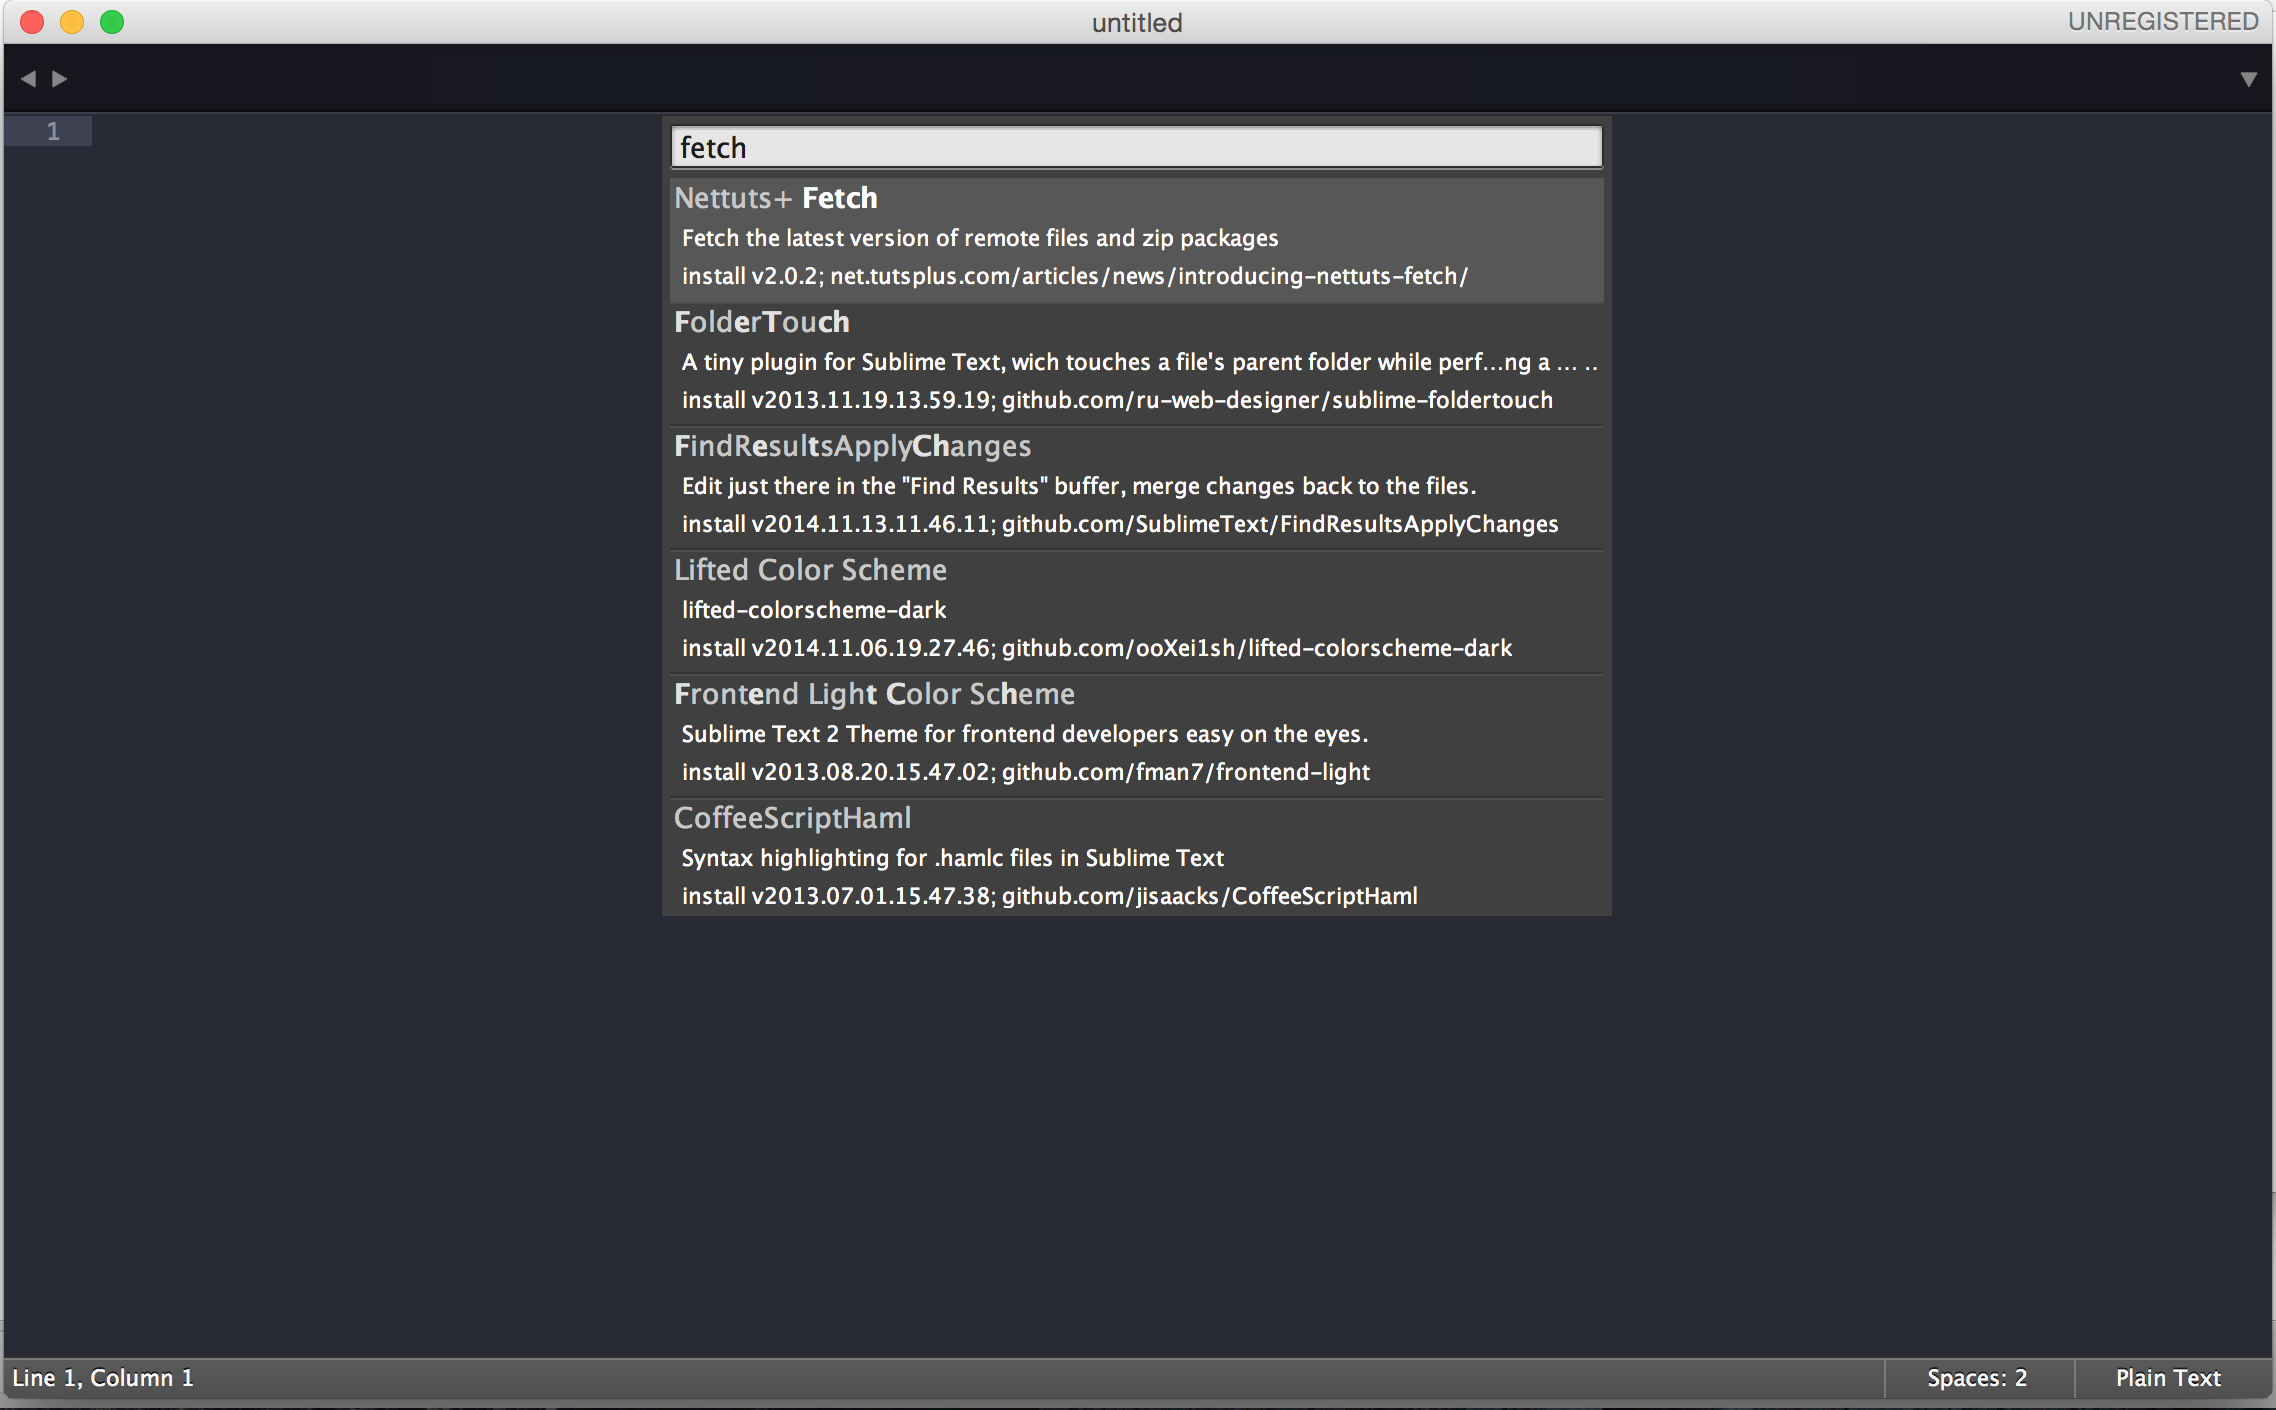 untitled
UNREGISTERED
1
fetch
Nettuts+ Fetch
Fetch the latest version of remote files and zip packages
install v2.0.2; net.tutsplus.com/articles/news/introducing-nettuts-fetch/
FolderTouch
A tiny plugin for Sublime Text, wich touches a file's parent folder while perf...ng a ... ..
install v2013.11.19.13.59.19; github.com/ru-web-designer/sublime-foldertouch
FindResultsApplyChanges
Edit just there in the "Find Results" buffer, merge changes back to the files.
install v2014.11.13.11.46.11; github.com/SublimeText/FindResultsApplyChanges
Lifted Color Scheme
lifted-colorscheme-dark
install v2014.11.06.19.27.46; github.com/ooXei1sh/lifted-colorscheme-dark
Frontend Light Color Scheme
Sublime Text 2 Theme for frontend developers easy on the eyes.
install v2013.08.20.15.47.02; github.com/fman7/frontend-light
CoffeeScriptHaml
Syntax highlighting for .hamlc files in Sublime Text
install v2013.07.01.15.47.38; github.com/jisaacks/CoffeeScriptHaml
Line 1, Column 1
Spaces: 2
Plain Text